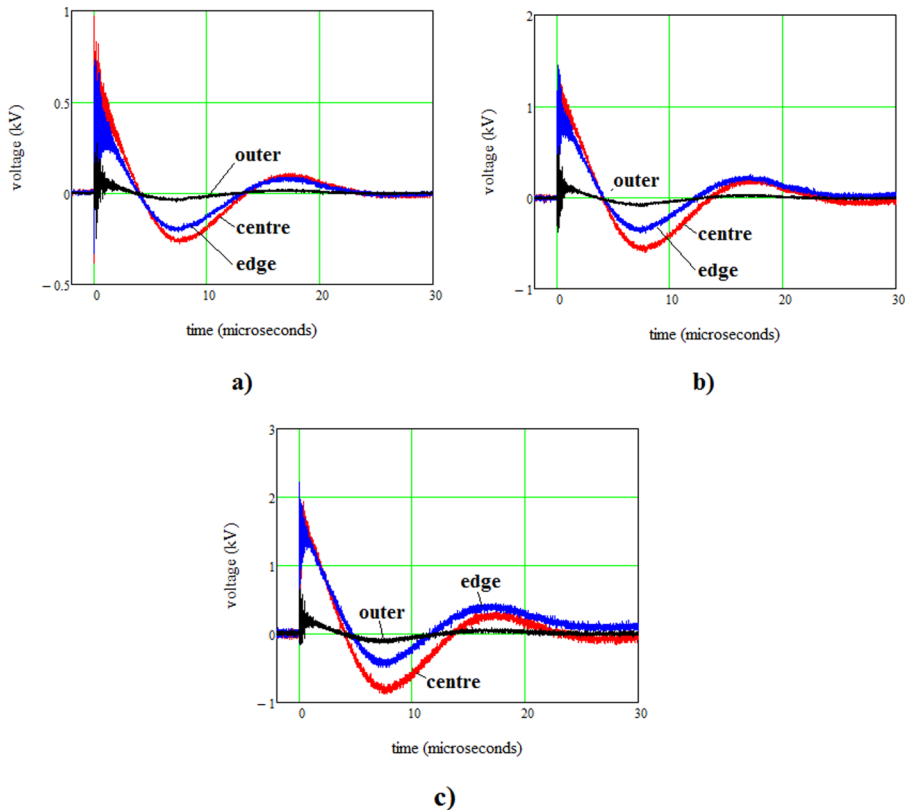 1
0.5
0
−0.5
voltage (kV)
outer
centre
edge
0 10 20 30
time (microseconds)
a)
2
1
0
−1
voltage (kV)
outer
centre
edge
0 10 20 30
time (microseconds)
b)
3
2
1
0
−1
voltage (kV)
edge
outer
centre
0 10 20 30
time (microseconds)
c)